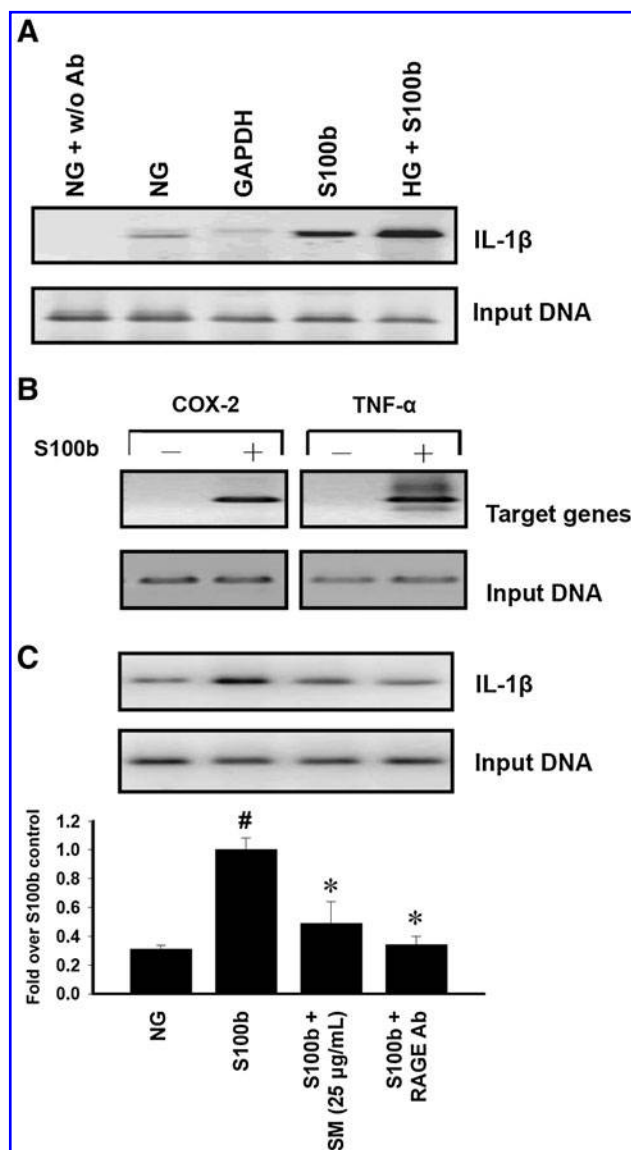 A
NG + w/o Ab
NG
GAPDH
S100b
HG + S100b
IL-1β
Input DNA
B
COX-2
TNF-α
S100b
— + — +
Target genes
Input DNA
C
IL-1β
Input DNA
Fold over S100b control
1.2
1.0
0.8
0.6
0.4
0.2
0.0
#
*
*
NG
S100b
S100b +
SM (25 µg/mL)
S100b +
RAGE Ab